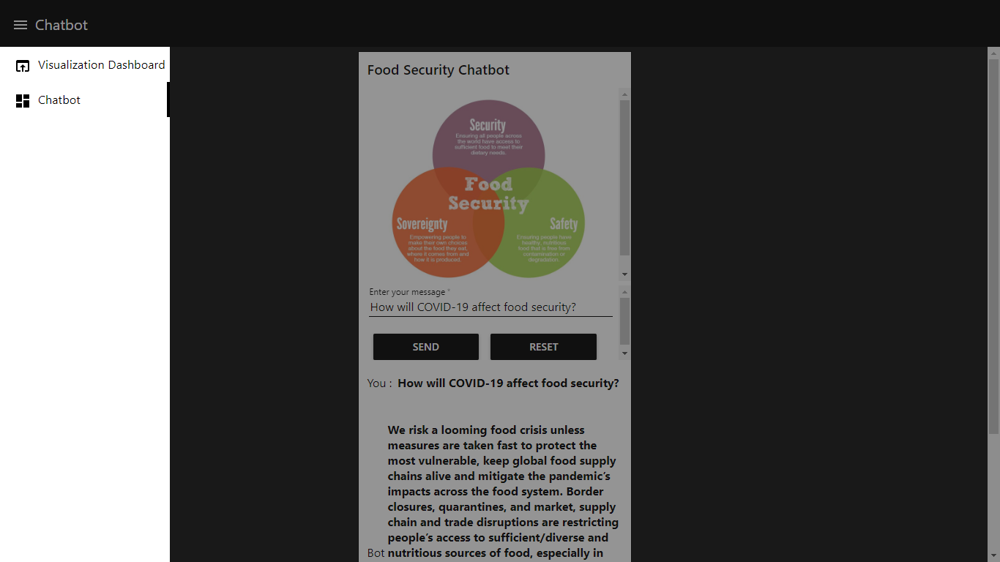 Chatbot
Visualization Dashboard
Chatbot
Food Security Chatbot
Security
Ensuring all people across
the world have access to
sufficient food to meet their
dietary needs.
Food
Security
Sovereignty
Empowering people to
make their own choices
about the food they eat,
where it comes from and
how it is produced.
Safety
Ensuring people have
healthy, nutritious
food that is free from
contamination or
degradation.
Enter your message *
How will COVID-19 affect food security?
SEND
RESET
You : How will COVID-19 affect food security?
We risk a looming food crisis unless
measures are taken fast to protect the
most vulnerable, keep global food supply
chains alive and mitigate the pandemic’s
impacts across the food system. Border
closures, quarantines, and market, supply
chain and trade disruptions are restricting
people’s access to sufficient/diverse and
Bot nutritious sources of food, especially in